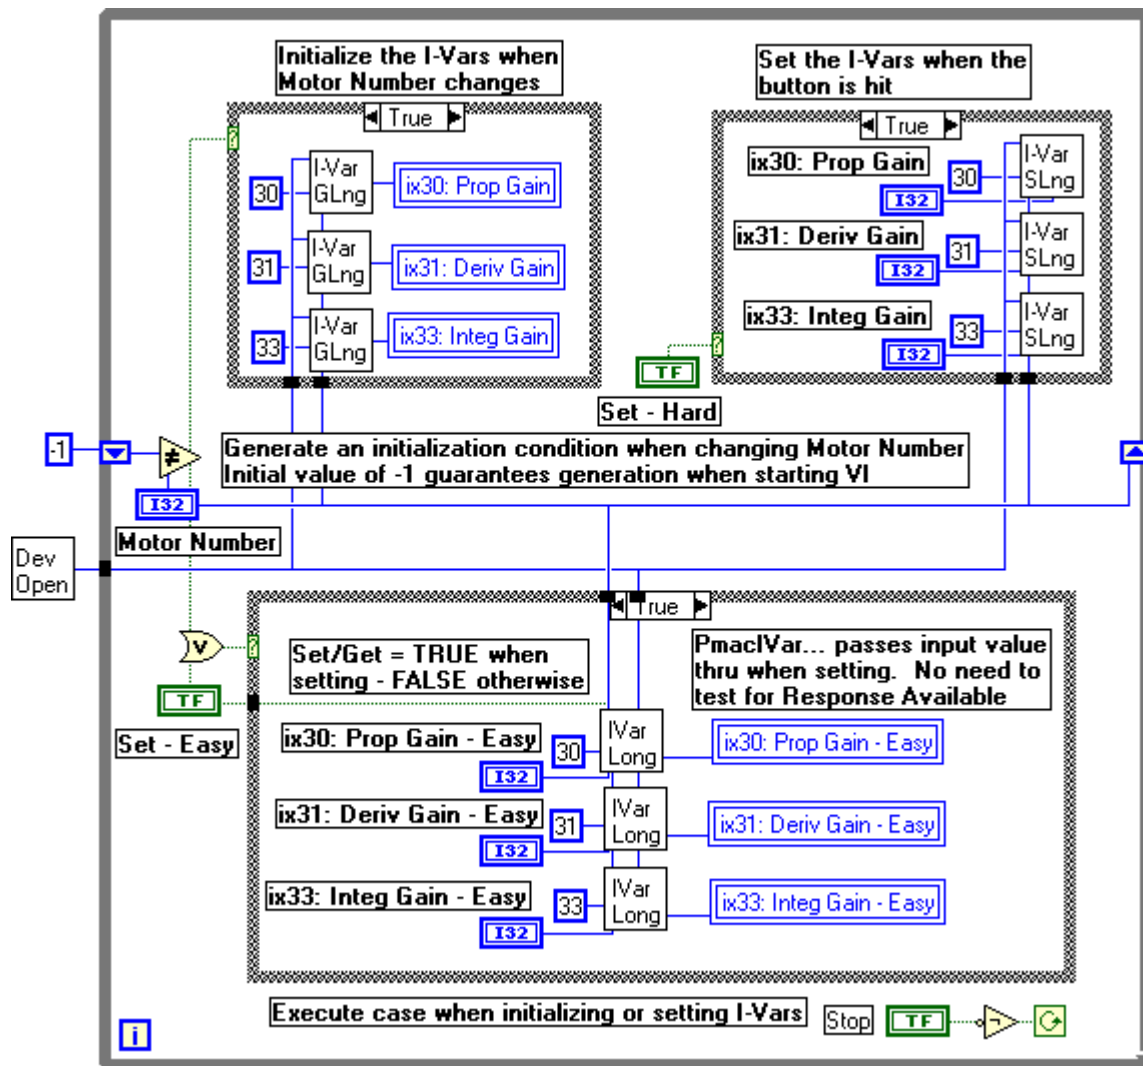 Initialize the I-Vars when
Motor Number changes
True
30
I-Var
GLng
ix30: Prop Gain
31
I-Var
GLng
ix31: Deriv Gain
33
I-Var
GLng
ix33: Integ Gain
Set the I-Vars when the
button is hit
True
ix30: Prop Gain
30
I32
I-Var
SLng
ix31: Deriv Gain
31
I32
I-Var
SLng
ix33: Integ Gain
33
I32
I-Var
SLng
TF
Set - Hard
-1
≠
Generate an initialization condition when changing Motor Number
Initial value of -1 guarantees generation when starting VI
I32
Motor Number
Dev
Open
True
V
Set/Get = TRUE when
setting - FALSE otherwise
PmacIVar... passes input value
thru when setting. No need to
test for Response Available
TF
Set - Easy
ix30: Prop Gain - Easy
30
I32
IVar
Long
ix30: Prop Gain - Easy
ix31: Deriv Gain - Easy
31
I32
IVar
Long
ix31: Deriv Gain - Easy
ix33: Integ Gain - Easy
33
I32
IVar
Long
ix33: Integ Gain - Easy
Execute case when initializing or setting I-Vars
Stop
TF
i